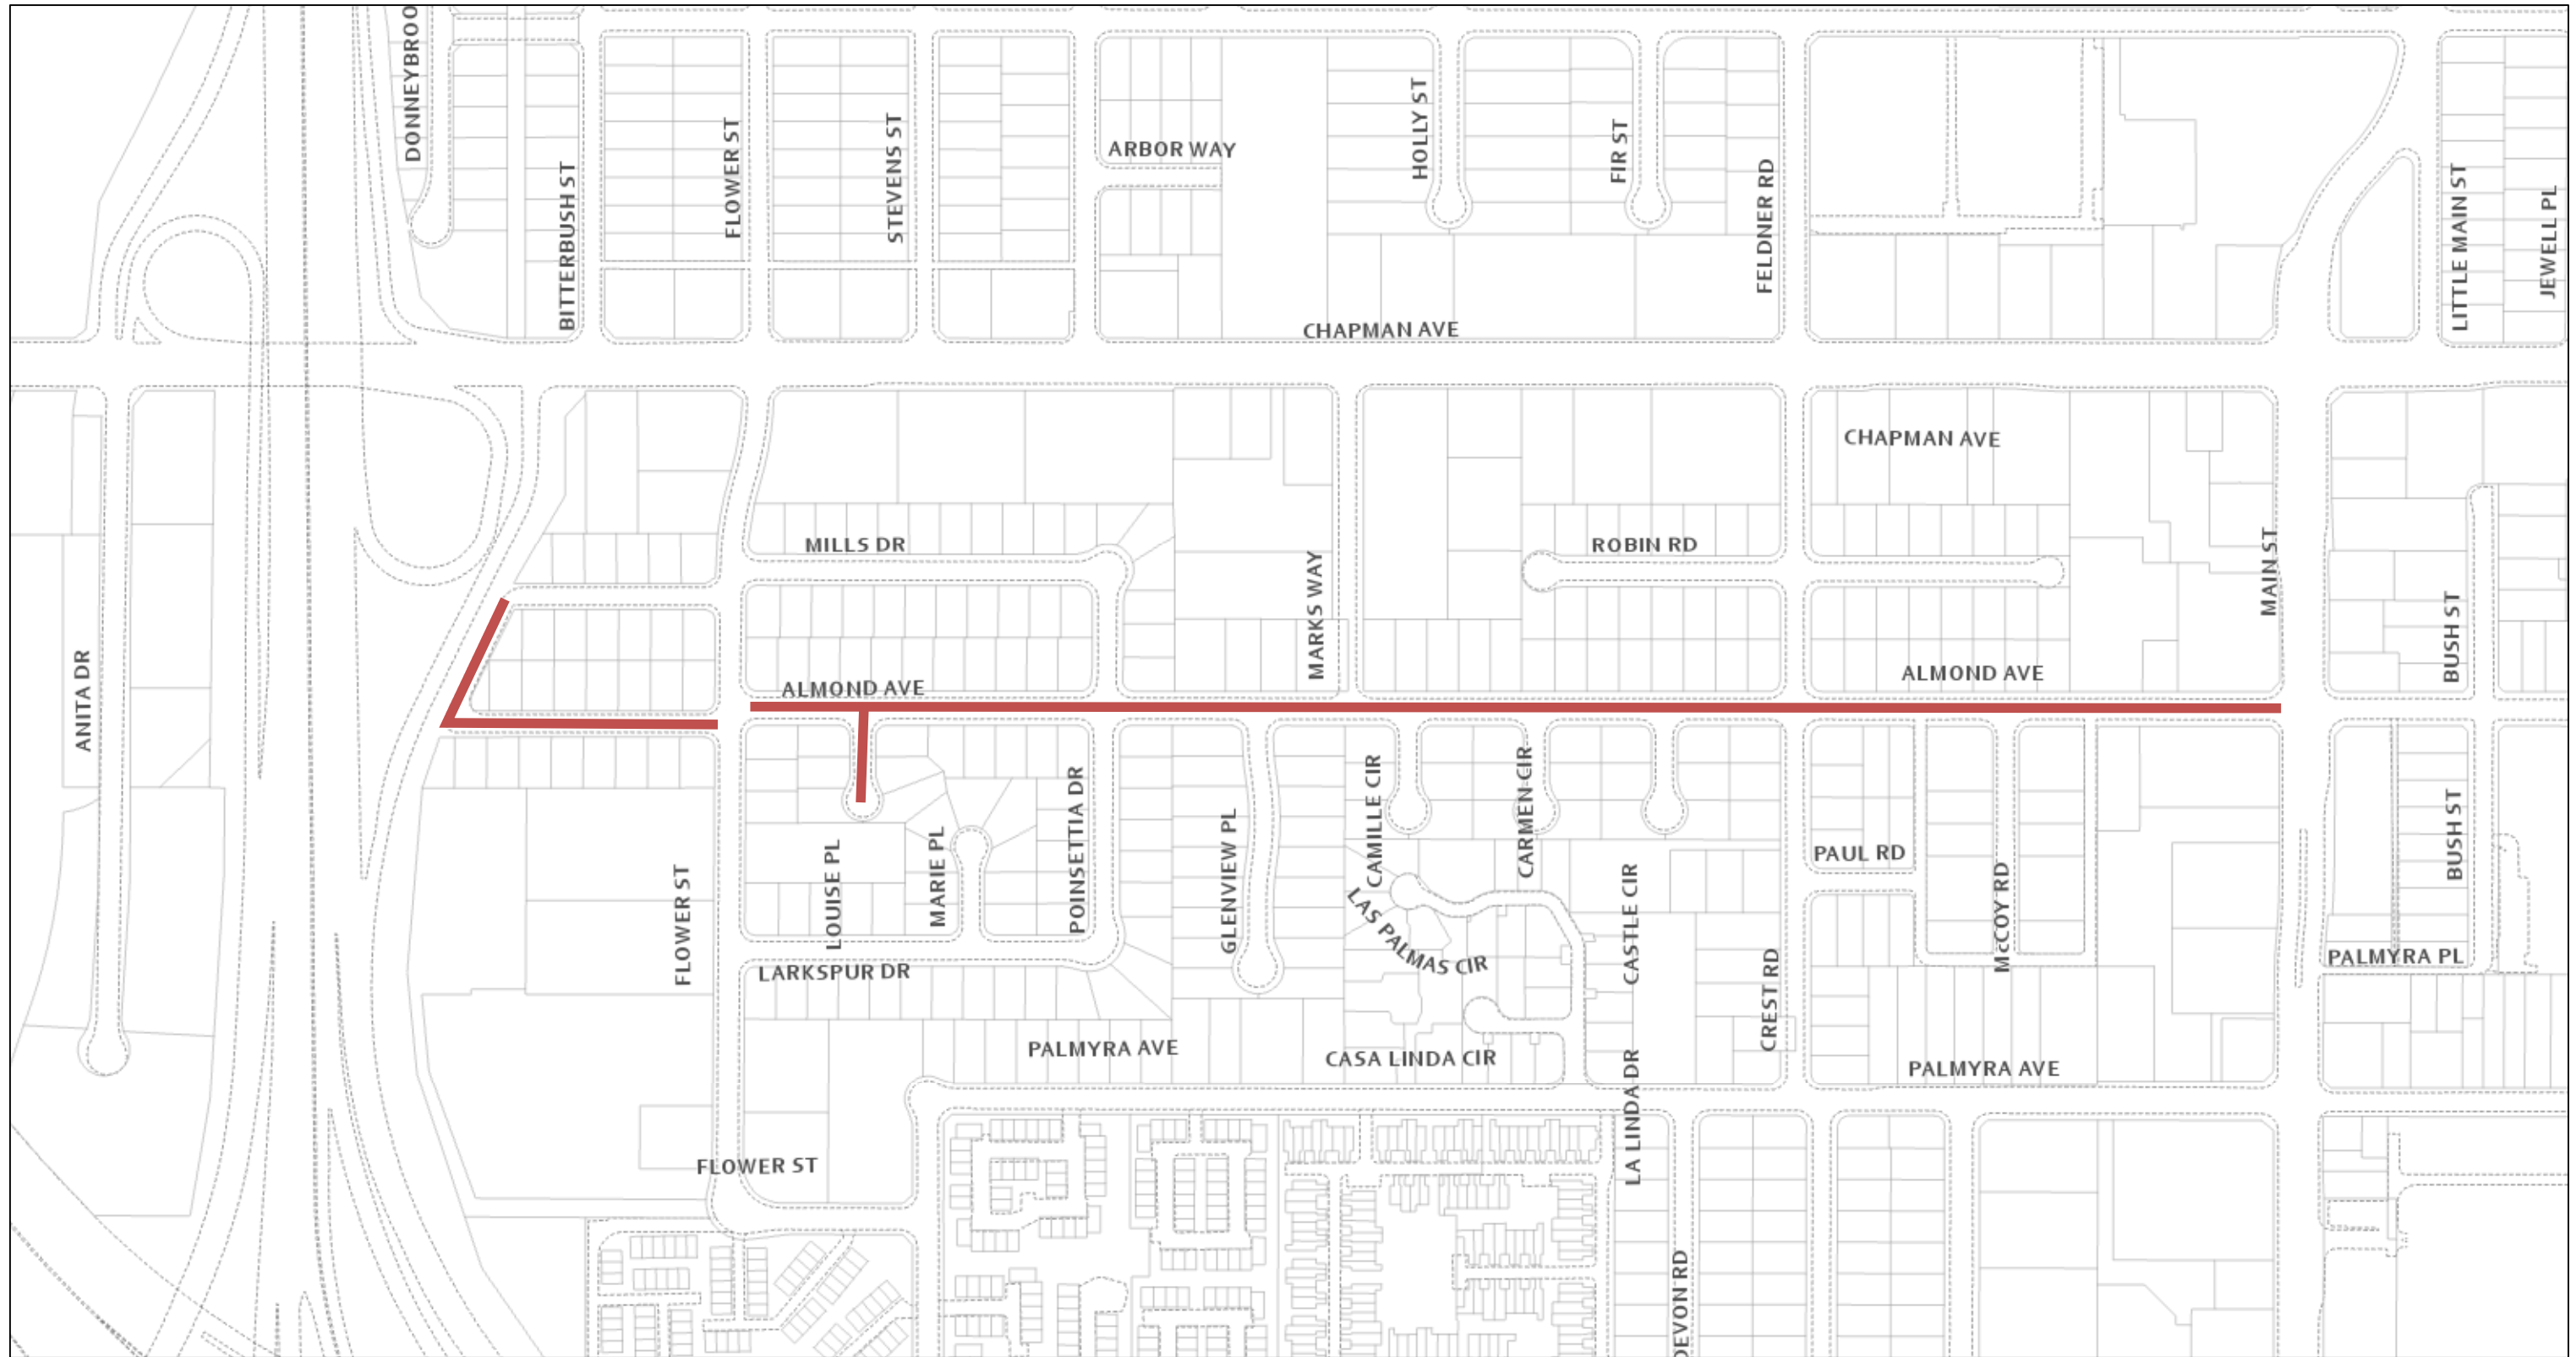 DONNEYBROO
BITTERBUSH ST
FLOWER ST
STEVENS ST
ARBOR WAY
HOLLY ST
FIR ST
FELDNER RD
LITTLE MAIN ST
JEWELL PL
CHAPMAN AVE
CHAPMAN AVE
MILLS DR
ROBIN RD
MARKS WAY
MAIN ST
BUSH ST
ANITA DR
ALMOND AVE
ALMOND AVE
FLOWER ST
LOUISE PL
MARIE PL
POINSETTIA DR
GLENVIEW PL
CAMILLE CIR
CARMEN CIR
LAS PALMAS CIR
CASTLE CIR
CREST RD
PAUL RD
McCOY RD
BUSH ST
PALMYRA PL
LARKSPUR DR
PALMYRA AVE
CASA LINDA CIR
LA LINDA DR
PALMYRA AVE
FLOWER ST
DEVON RD